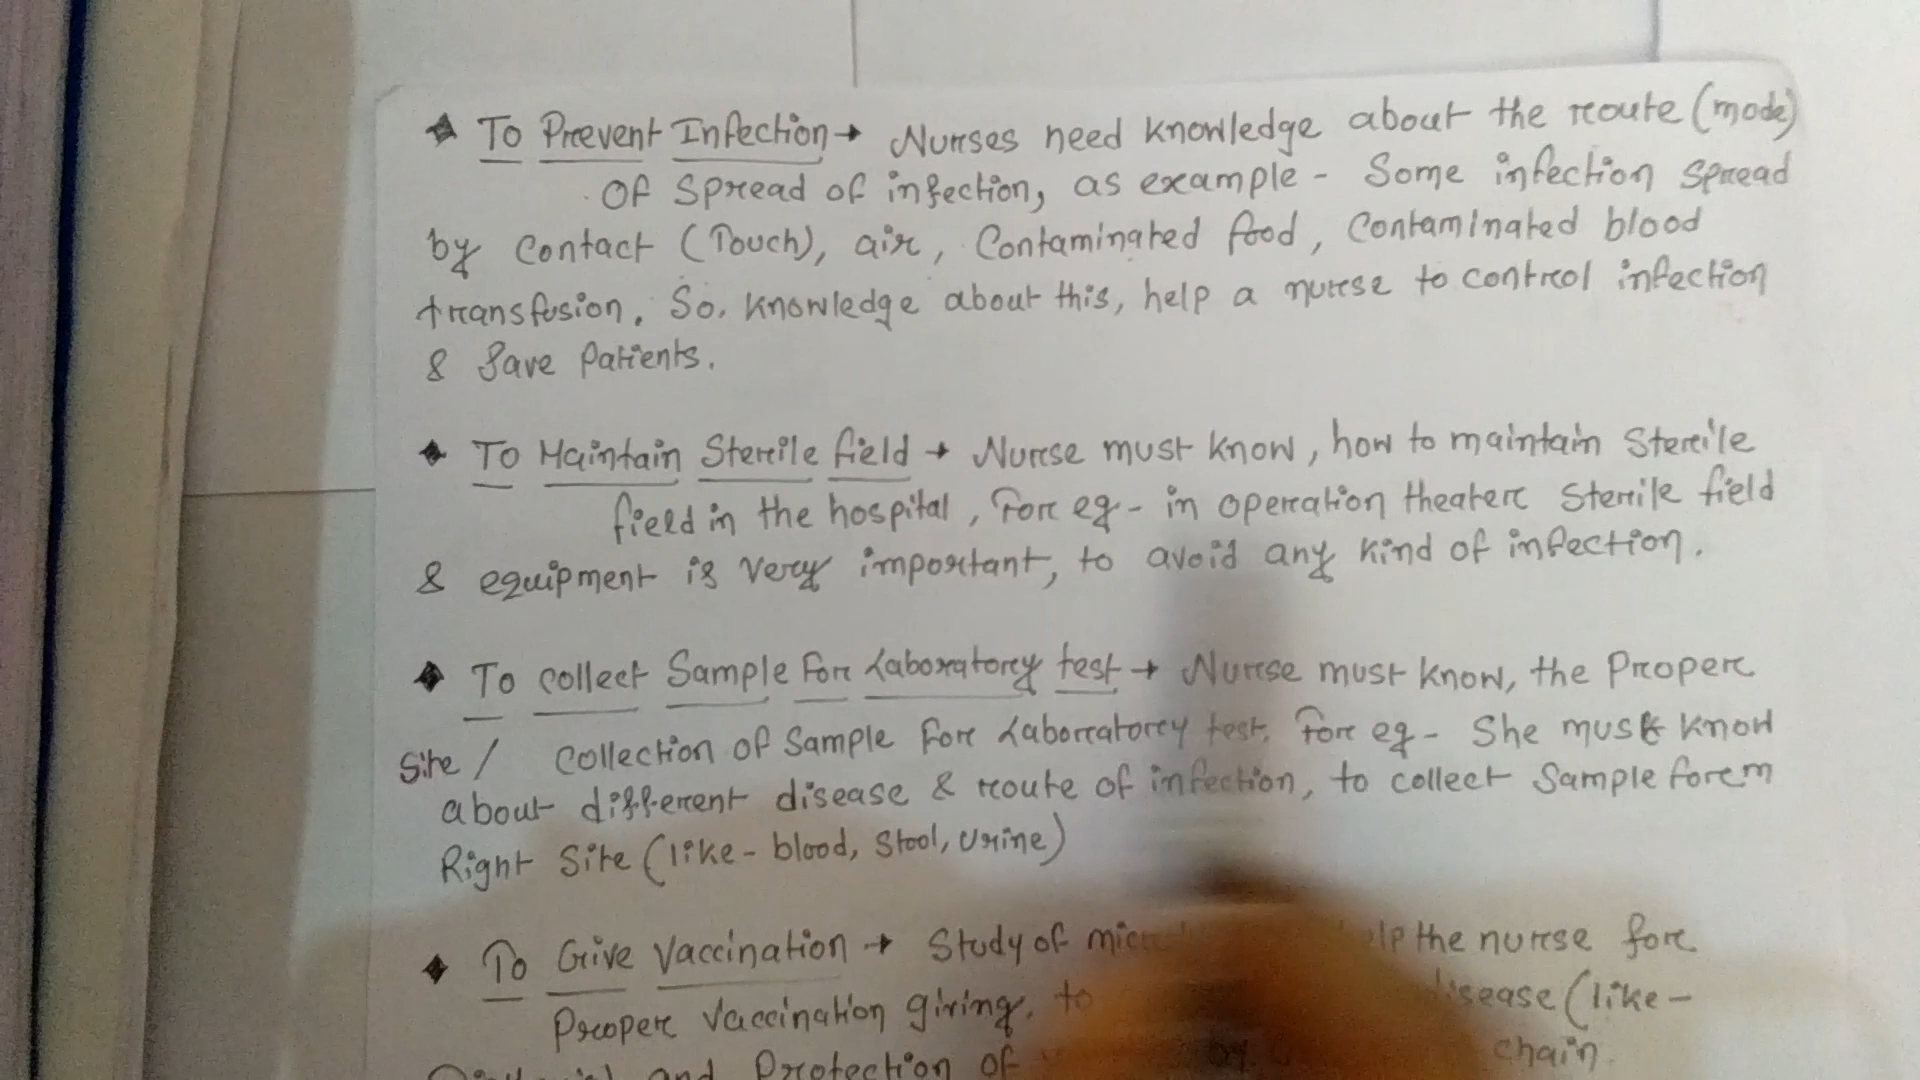 To Prevent Infection → Nurses need knowledge about the route (mode)
Of Spread of infection, as example - Some infection Spread
by Contact (Touch), air, Contaminated food, Contaminated blood
transfusion. So, knowledge about this, help a nurse to control infection
& Save Patients.
To Maintain Sterile field → Nurse must know, how to maintain Sterile
field in the hospital, For eg - in operation theater Sterile field
& equipment is very important, to avoid any kind of infection.
To collect Sample For Laboratory test → Nurse must know, the Proper
Site / Collection of Sample For Laboratory test. For eg - She must know
about different disease & route of infection, to collect Sample forem
Right Site (like - blood, Stool, Urine)
To Give Vaccination → Study of the nurse for
Proper Vaccination giving, to (like -
and Protection of by chain